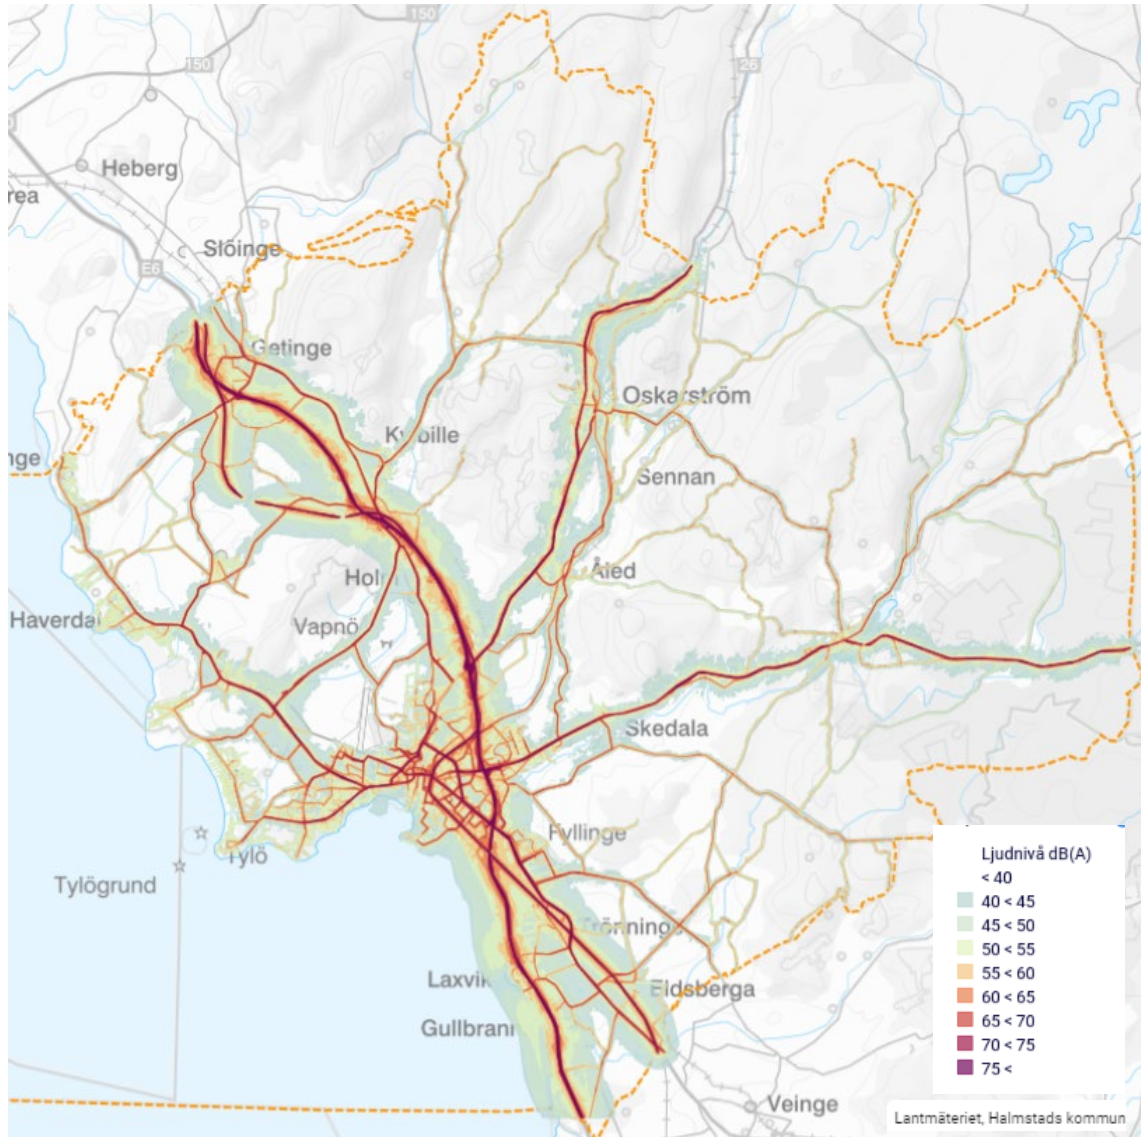 150
150
26
Heberg
rea
Slöinge
E6
Getinge
Oskarström
Kvibille
nge
Sennan
Åled
Haverdal
Vapnö
Skedala
Fyllinge
Tylö
Tylögrund
Laxvik
Eldsberga
Gullbrann
Veinge
Ljudnivå dB(A)
< 40
40 < 45
45 < 50
50 < 55
55 < 60
60 < 65
65 < 70
70 < 75
75 <
Lantmäteriet, Halmstads kommun